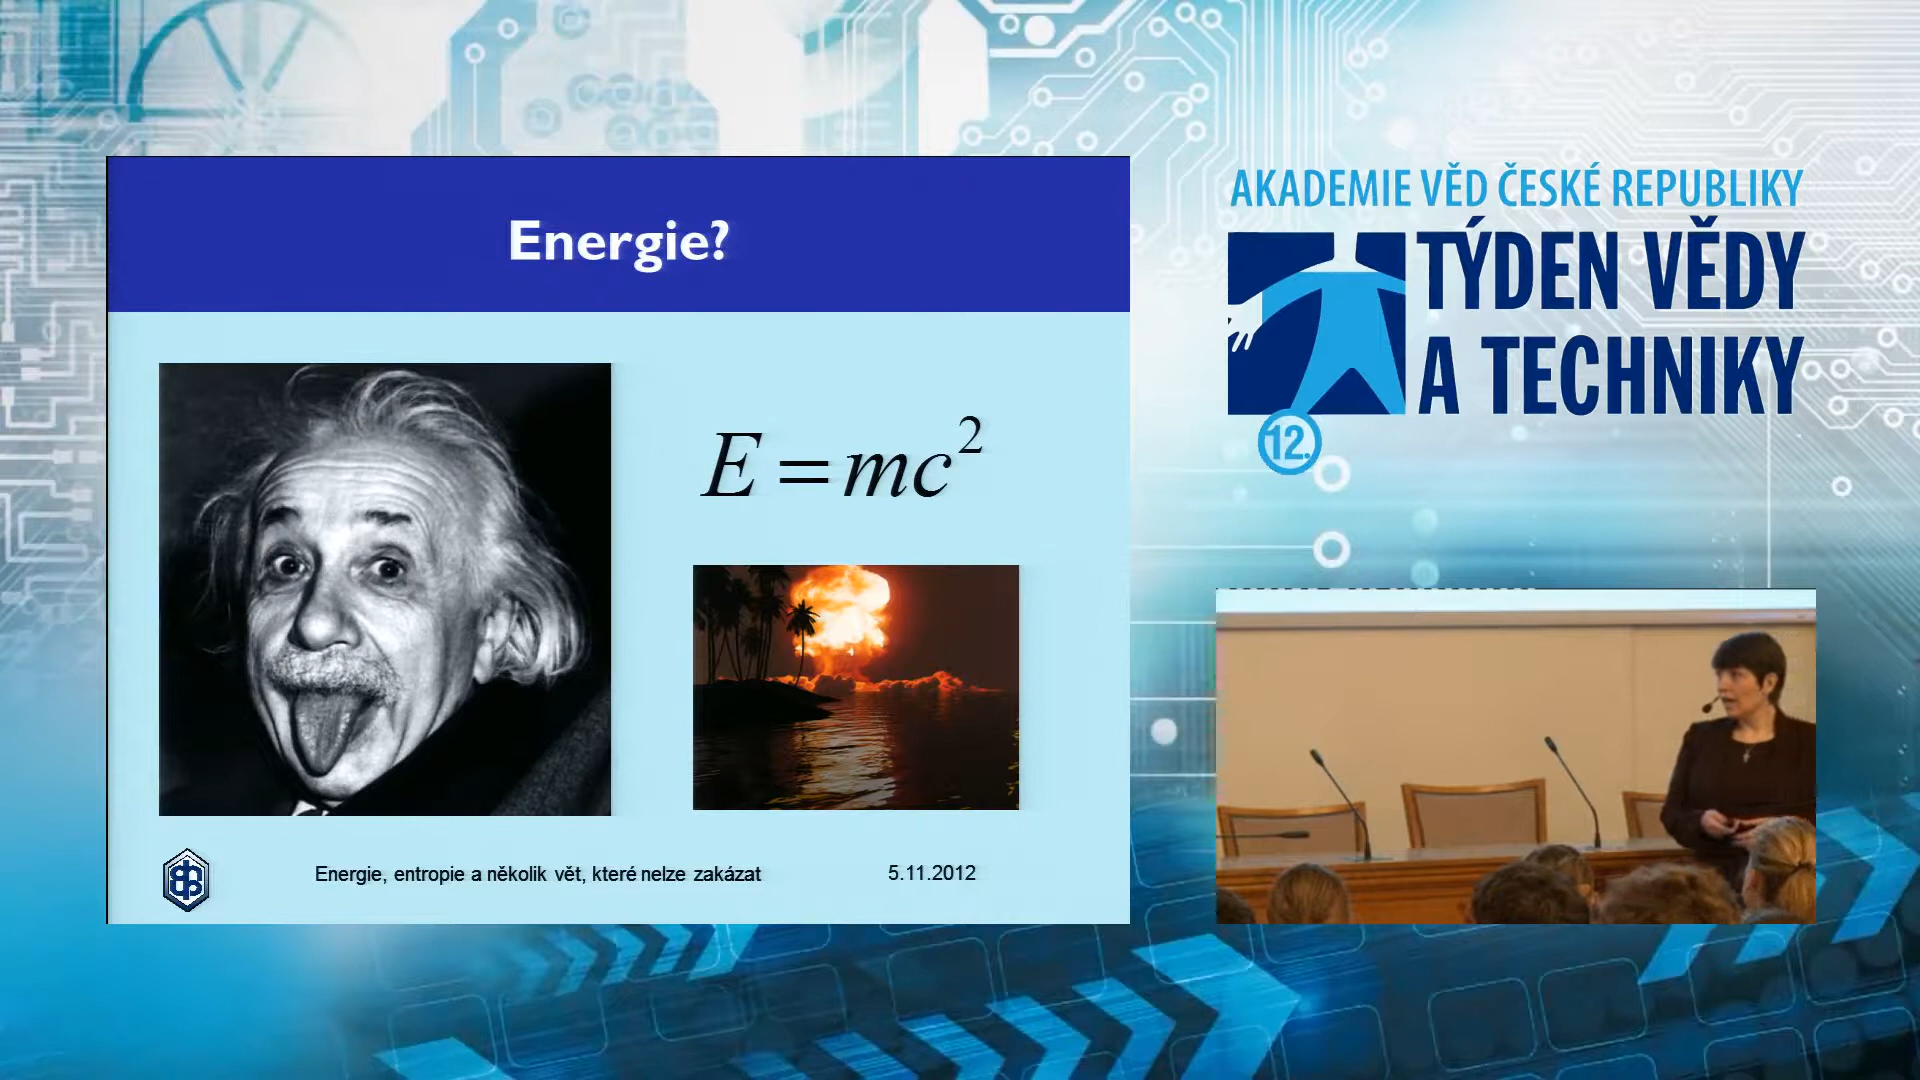 Energie?
E = mc²
Energie, entropie a několik vět, které nelze zakázat
5.11.2012
AKADEMIE VĚD ČESKÉ REPUBLIKY
TÝDEN VĚDY
A TECHNIKY
12.